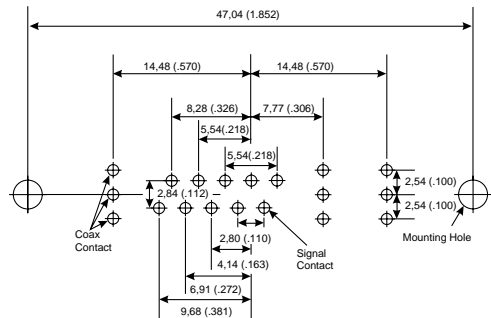 47,04 (1.852)
14,48 (.570)
14,48 (.570)
8,28 (.326)
7,77 (.306)
5,54(.218)
5,54(.218)
2,84 (.112)
2,54 (.100)
2,54 (.100)
Coax
Contact
Signal
Contact
Mounting Hole
2,80 (.110)
4,14 (.163)
6,91 (.272)
9,68 (.381)